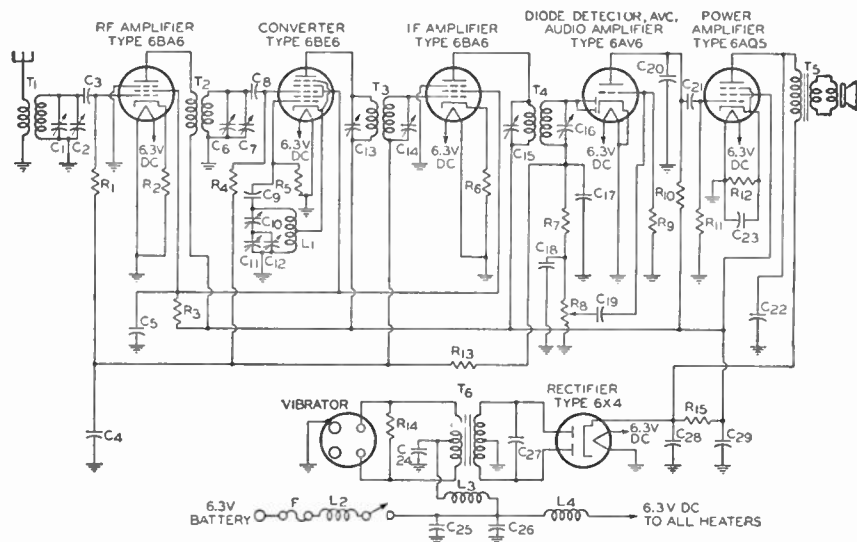 RF AMPLIFIER
TYPE 6BA6
CONVERTER
TYPE 6BE6
IF AMPLIFIER
TYPE 6BA6
DIODE DETECTOR, AVC,
AUDIO AMPLIFIER
TYPE 6AV6
POWER
AMPLIFIER
TYPE 6AQ5
T1
C3
T2
C8
T3
T4
C20
C21
T5
C1
C2
6.3V
DC
C6
C7
6.3V
DC
C13
C14
6.3V
DC
C15
C16
6.3V
DC
6.3V
DC
R1
R2
R4
C9
R5
C10
L1
C11
C12
R6
R7
C17
C18
R9
R10
R11
R12
C23
C5
R3
R8
C19
C22
R13
C4
VIBRATOR
R14
C24
T6
C27
RECTIFIER
TYPE 6X4
6.3V
DC
R15
C28
C29
L3
6.3V
BATTERY
F
L2
C25
C26
L4
6.3V DC
TO ALL HEATERS